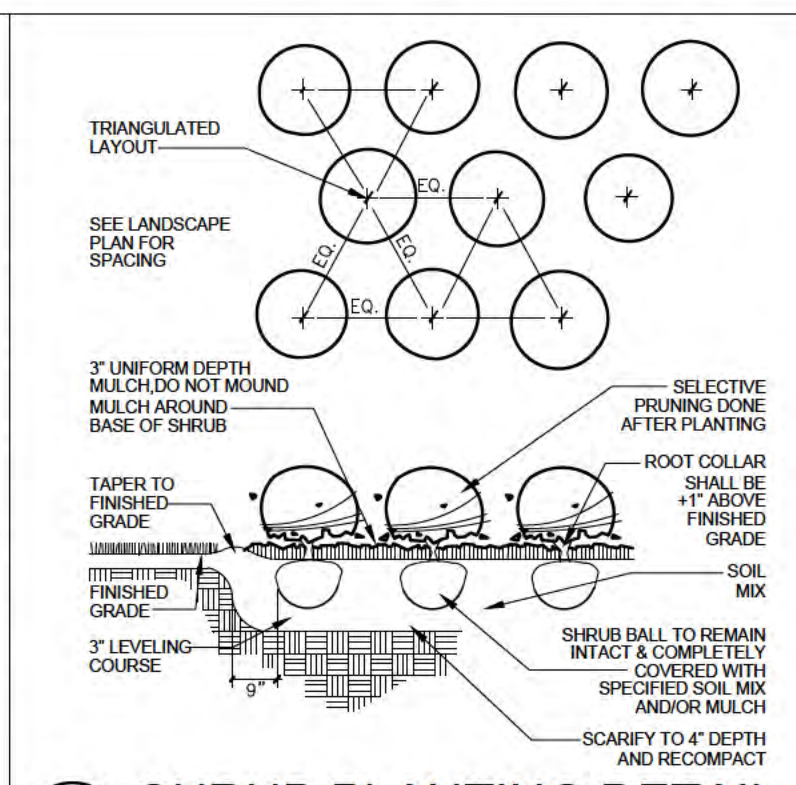 TRIANGULATED
LAYOUT
EQ.
SEE LANDSCAPE
PLAN FOR
SPACING
EQ.
EQ.
EQ.
3" UNIFORM DEPTH
MULCH,DO NOT MOUND
MULCH AROUND
BASE OF SHRUB
SELECTIVE
PRUNING DONE
AFTER PLANTING
TAPER TO
FINISHED
GRADE
ROOT COLLAR
SHALL BE
+1" ABOVE
FINISHED
GRADE
FINISHED
GRADE
SOIL
MIX
3" LEVELING
COURSE
9"
SHRUB BALL TO REMAIN
INTACT & COMPLETELY
COVERED WITH
SPECIFIED SOIL MIX
AND/OR MULCH
SCARIFY TO 4" DEPTH
AND RECOMPACT
SHRUB PLANTING DETAIL